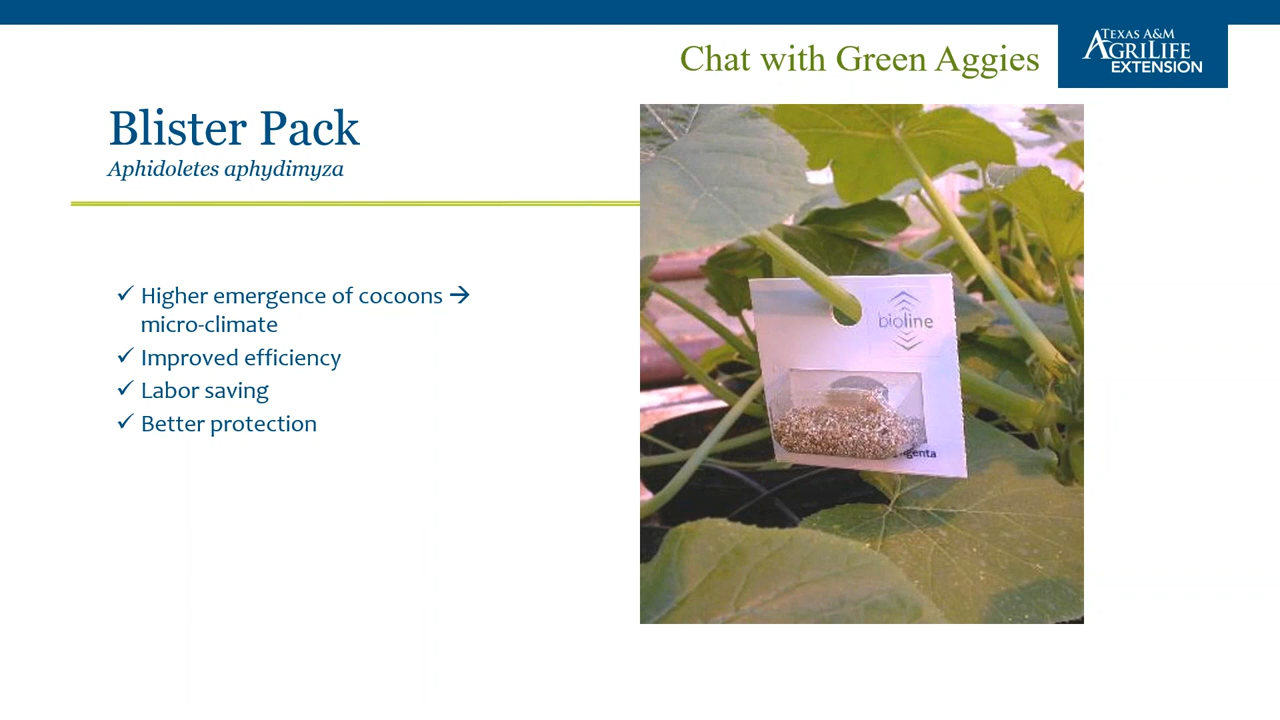 Chat with Green Aggies
TEXAS A&M
AGRILIFE
EXTENSION
Blister Pack
Aphidoletes aphydimyza
✓ Higher emergence of cocoons →
micro-climate
✓ Improved efficiency
✓ Labor saving
✓ Better protection
bioline
genta